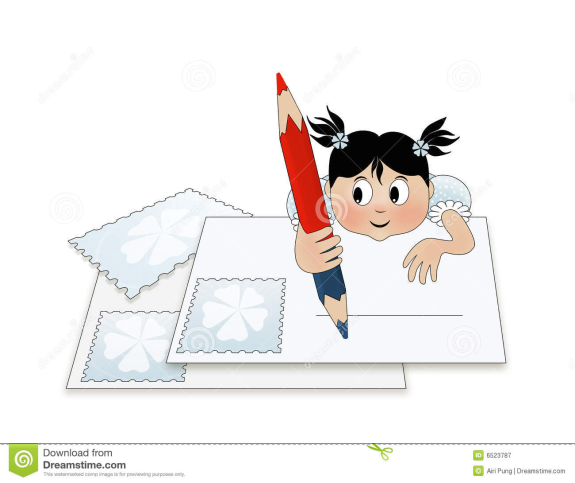 Download from
Dreamstime.com
This watermarked comp image is for previewing purposes only.
6523787
Airi Pung | Dreamstime.com